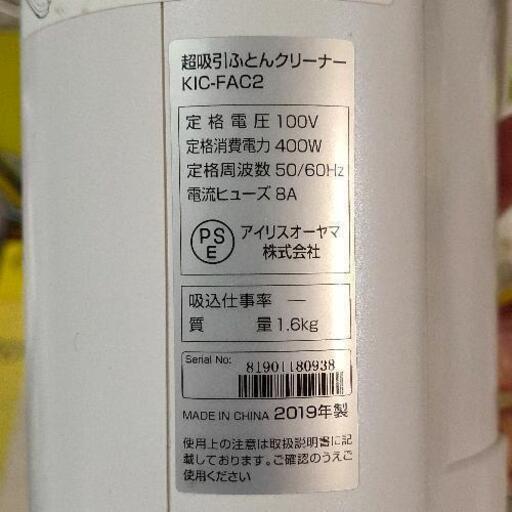 超吸引ふとんクリーナー
KIC-FAC2
定格電圧 100V
定格消費電力 400W
定格周波数 50/60Hz
電流ヒューズ 8A
PS
E
アイリスオーヤマ
株式会社
吸込仕事率 —
質量 1.6kg
Serial No:
81901180938
MADE IN CHINA 2019年製
使用上の注意は取扱説明書に記
載しております。ご確認のうえご
使用ください